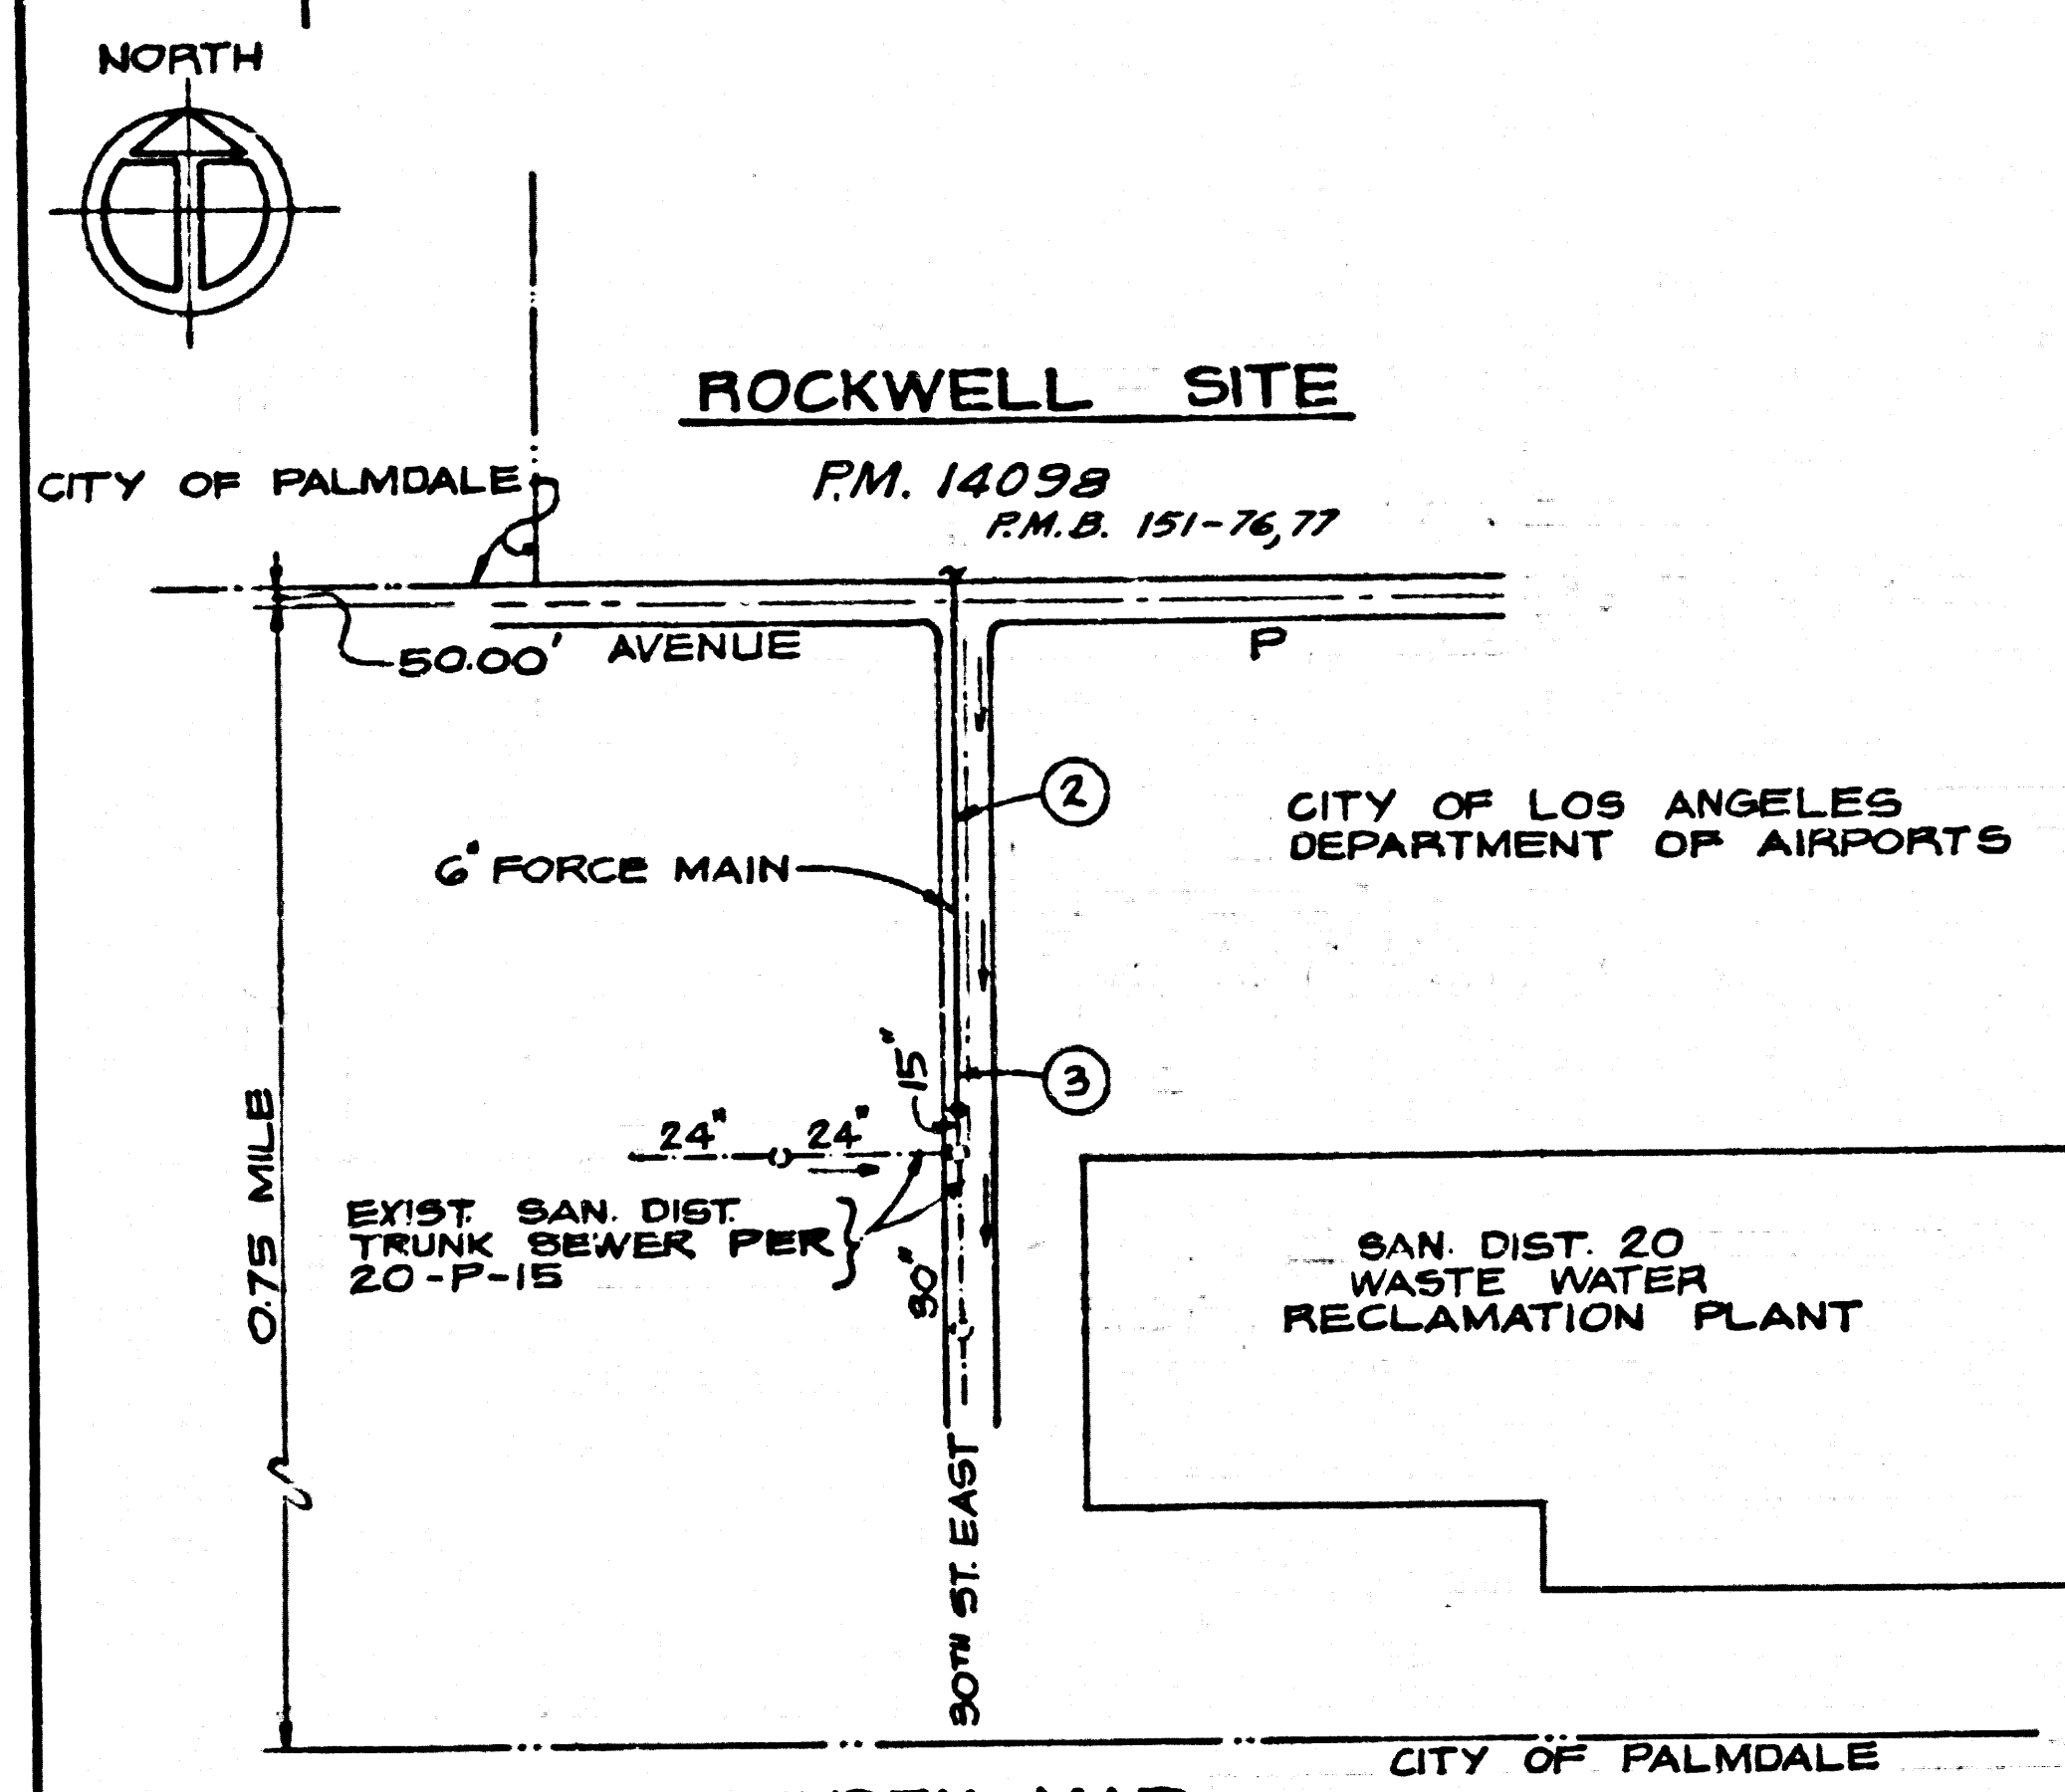 NORTH
ROCKWELL SITE
CITY OF PALMDALE
P.M. 14098
P.M.B. 151-76,77
50.00' AVENUE P
2
CITY OF LOS ANGELES
DEPARTMENT OF AIRPORTS
6" FORCE MAIN
15"
3
24" 24"
0.75 MILE
EXIST. SAN. DIST.
TRUNK SEWER PER
20-P-15
30"
SAN. DIST. 20
WASTE WATER
RECLAMATION PLANT
30TH ST. EAST
CITY OF PALMDALE